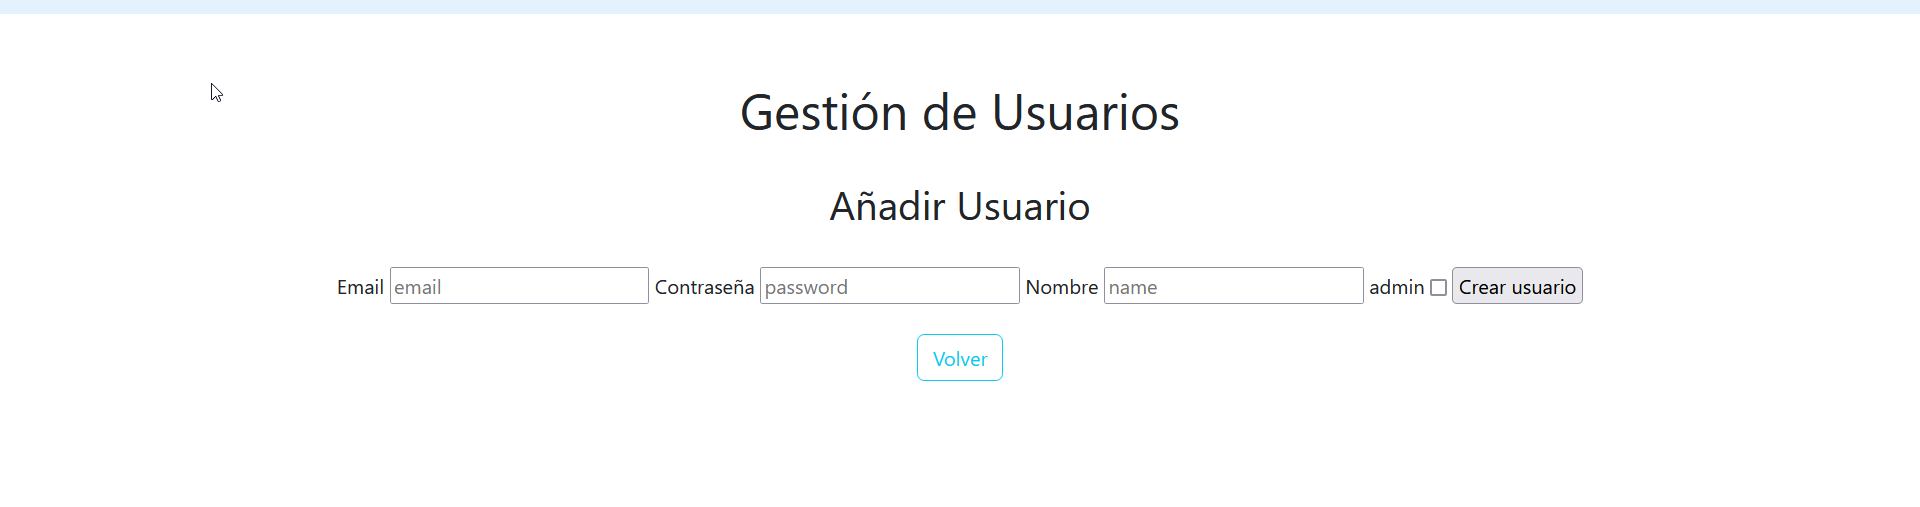 Gestión de Usuarios
Añadir Usuario
Email email Contraseña password Nombre name admin Crear usuario
Volver